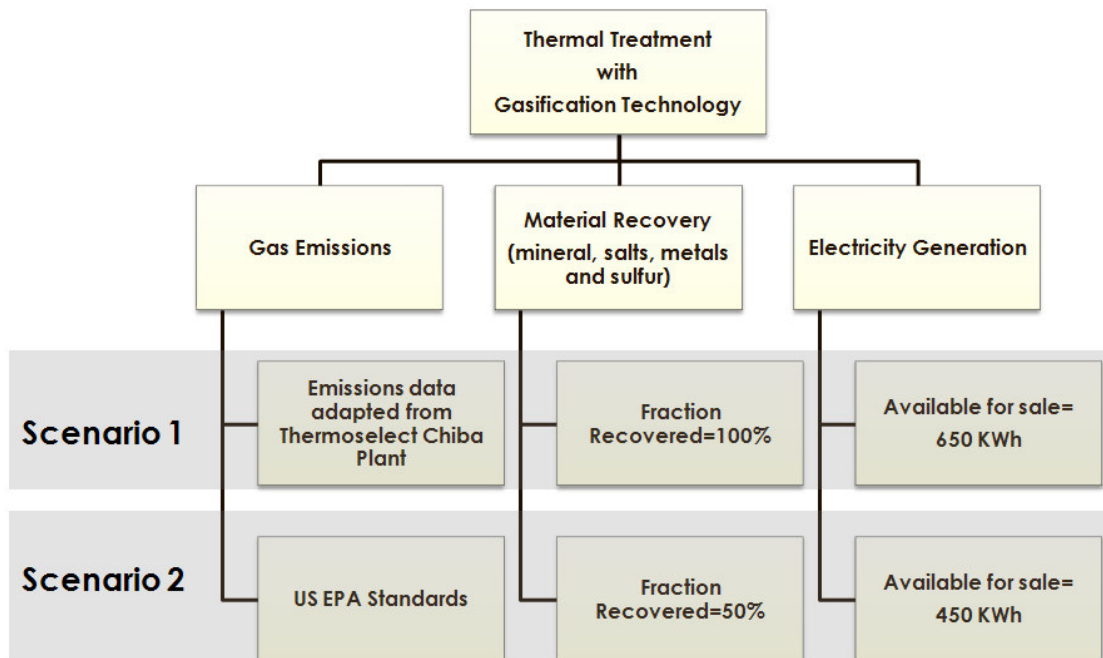 Thermal Treatment
with
Gasification Technology
Gas Emissions
Material Recovery
(mineral, salts, metals
and sulfur)
Electricity Generation
Scenario 1
Emissions data
adapted from
Thermoselect Chiba
Plant
Fraction
Recovered=100%
Available for sale=
650 KWh
Scenario 2
US EPA Standards
Fraction
Recovered=50%
Available for sale=
450 KWh